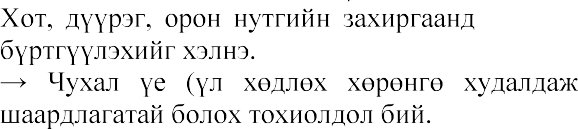 Хот, дүүрэг, орон нутгийн захиргаанд
бүртгүүлэхийг хэлнэ.
→ Чухал үе (үл хөдлөх хөрөнгө худалдаж
шаардлагатай болох тохиолдол бий.